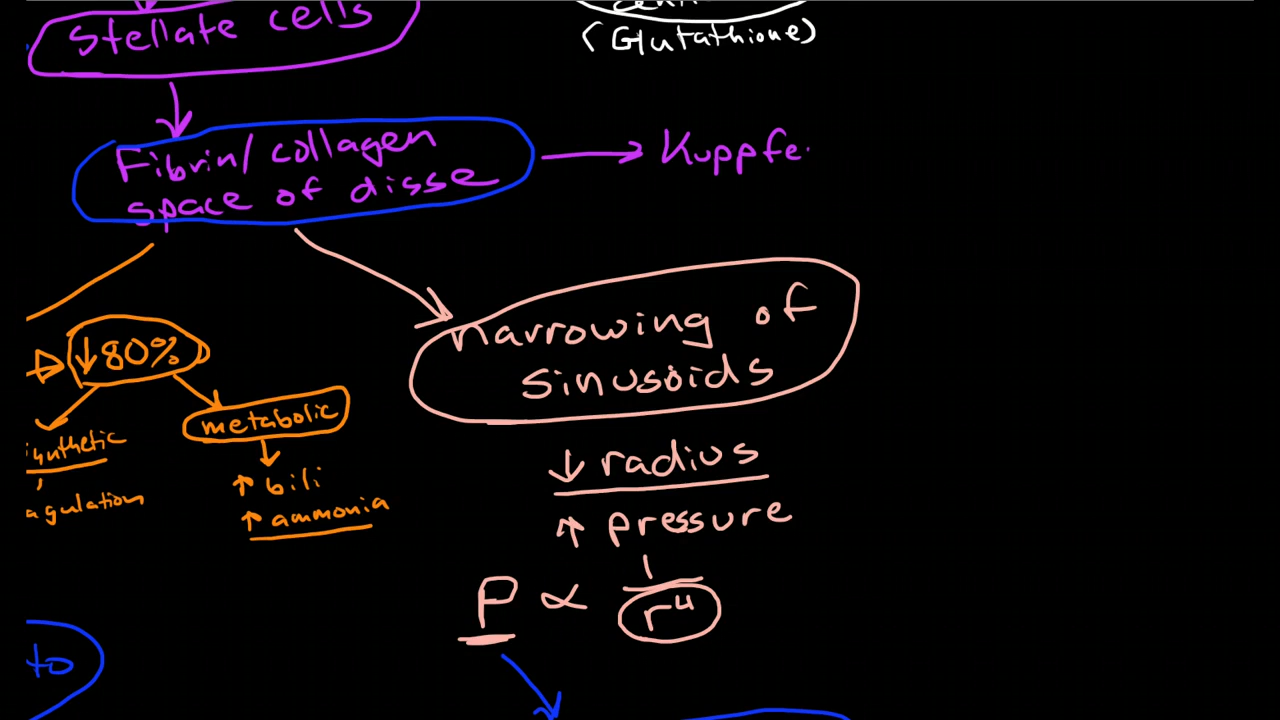 Stellate cells
(Glutathione)
Fibrin/collagen
space of disse
Kuppfe
narrowing of
sinusoids
↓ 80%
metabolic
ynthetic
↑ bili
agulation
↑ ammonia
↓ radius
↑ pressure
P ∝ 1/r⁴
to